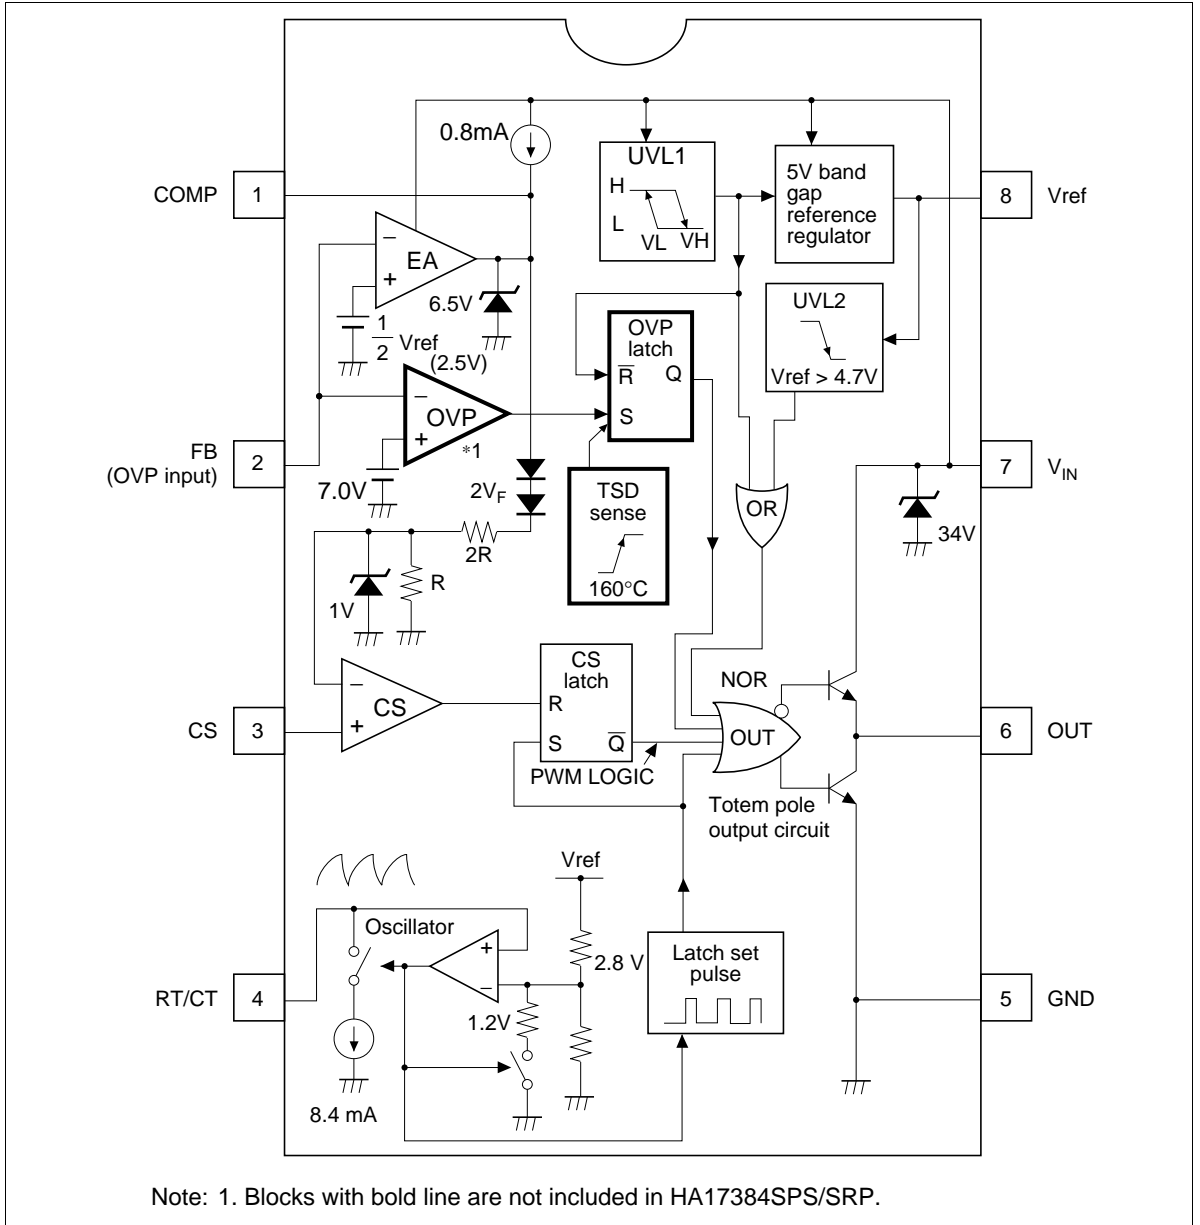 0.8mA
UVL1
H
L
VL
VH
5V band
gap
reference
regulator
COMP
1
8
Vref
−
+
EA
6.5V
1
2
Vref
(2.5V)
OVP
latch
R
Q
S
UVL2
Vref > 4.7V
−
+
OVP
*1
FB
(OVP input)
2
7.0V
2VF
TSD
sense
160°C
OR
7
VIN
34V
2R
R
1V
CS
latch
R
S
Q
NOR
CS
3
−
+
CS
OUT
6
OUT
PWM LOGIC
Totem pole
output circuit
Vref
Oscillator
+
−
2.8 V
Latch set
pulse
RT/CT
4
5
GND
1.2V
8.4 mA
Note: 1. Blocks with bold line are not included in HA17384SPS/SRP.